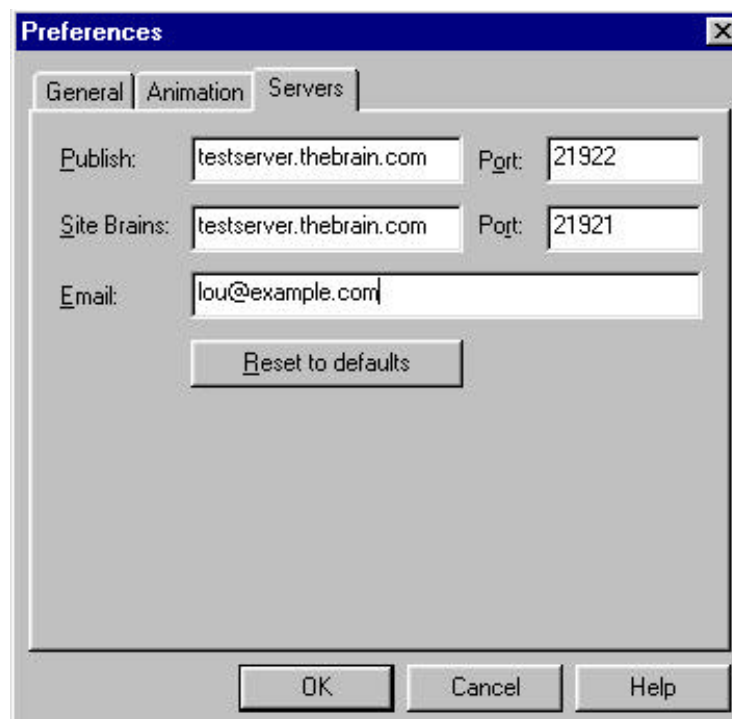 Preferences
General Animation Servers
Publish: testserver.thebrain.com Port: 21922
Site Brains: testserver.thebrain.com Port: 21921
Email: lou@example.com
Reset to defaults
OK Cancel Help